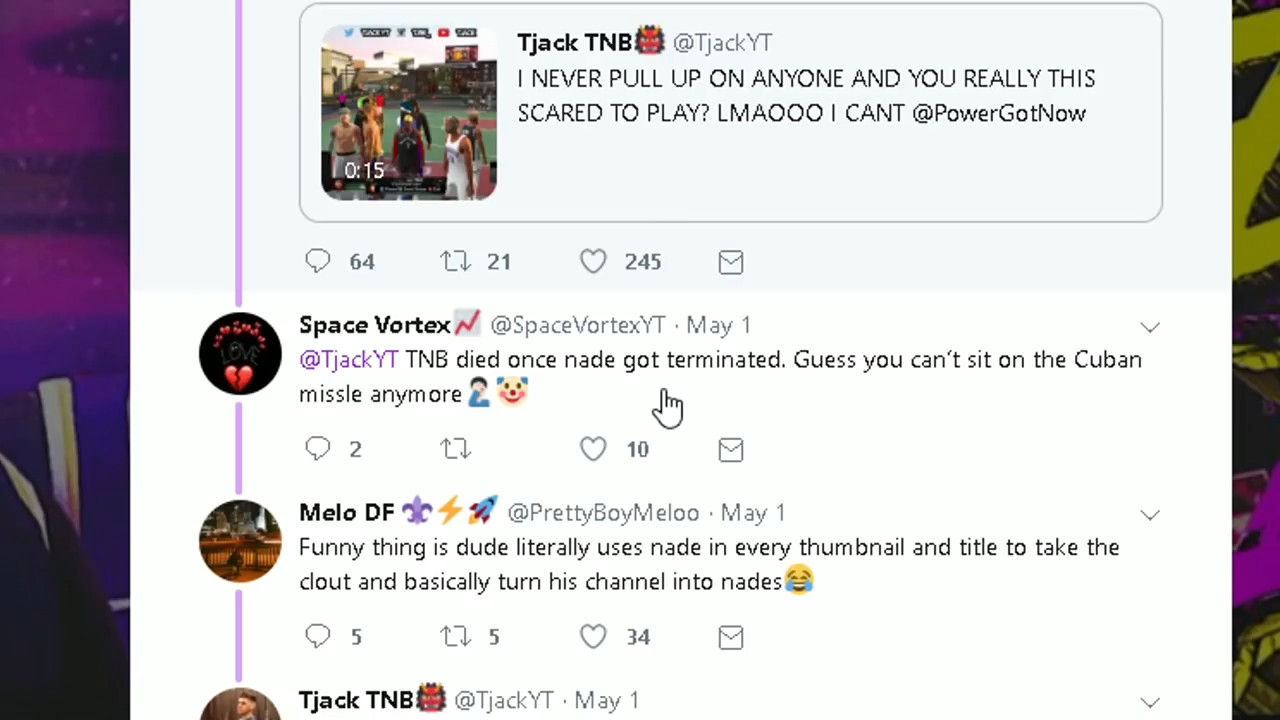 Tjack TNB👹 @TjackYT
I NEVER PULL UP ON ANYONE AND YOU REALLY THIS
SCARED TO PLAY? LMAOOO I CANT @PowerGotNow
0:15
64 21 245
Space Vortex📈 @SpaceVortexYT · May 1
@TjackYT TNB died once nade got terminated. Guess you can’t sit on the Cuban
missle anymore🤦🏻‍♂️🤡
2 10
Melo DF ⚜️⚡🚀 @PrettyBoyMeloo · May 1
Funny thing is dude literally uses nade in every thumbnail and title to take the
clout and basically turn his channel into nades😂
5 5 34
Tjack TNB👹 @TjackYT · May 1